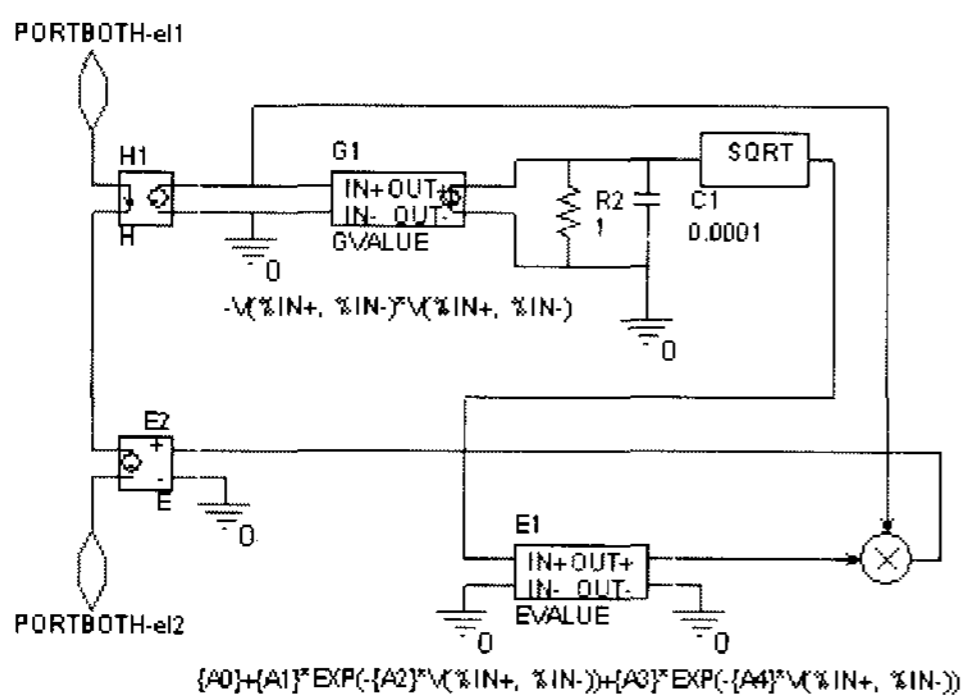 PORTBOTH-el1
H1
H
G1
IN+ OUT+
IN- OUT-
GVALUE
-V(%IN+, %IN-)*V(%IN+, %IN-)
0
R2
1
C1
0.0001
SQRT
0
E2
+
-
E
0
E1
IN+ OUT+
IN- OUT-
EVALUE
0
0
PORTBOTH-el2
{A0}+{A1}*EXP(-{A2}*V(%IN+, %IN-))+{A3}*EXP(-{A4}*V(%IN+, %IN-))